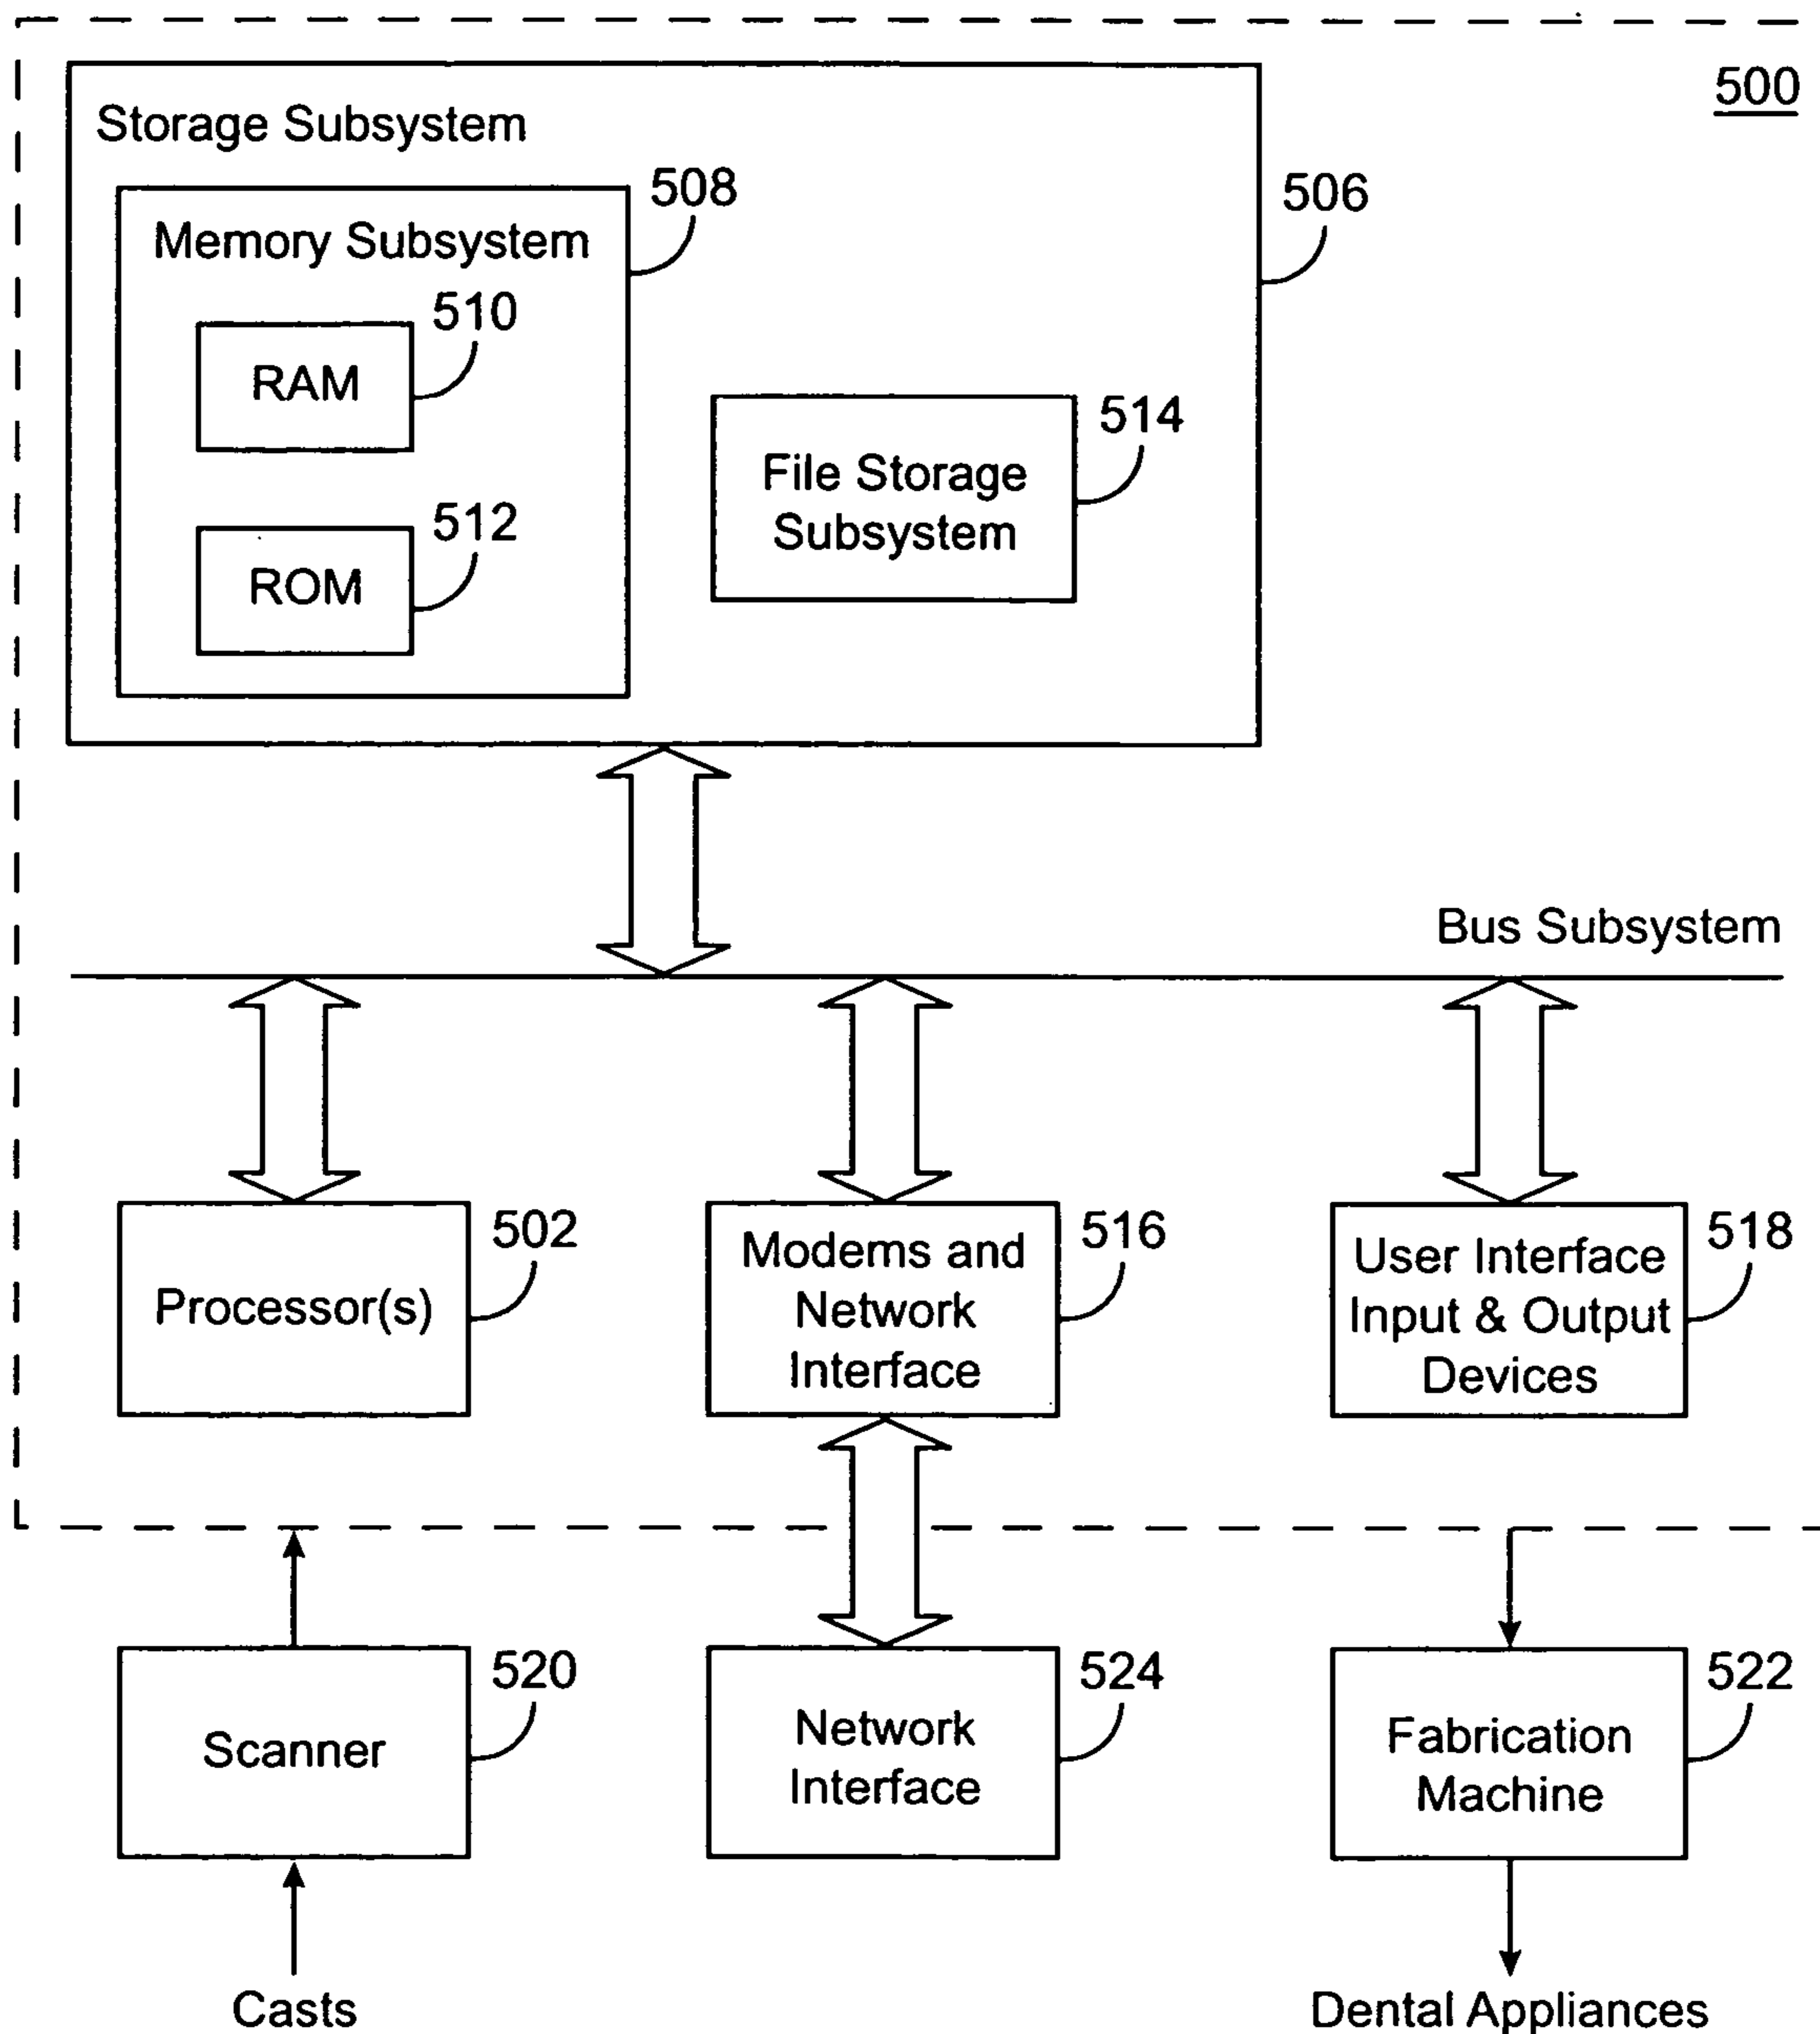 500
Storage Subsystem
508
506
Memory Subsystem
510
RAM
514
File Storage
Subsystem
512
ROM
Bus Subsystem
502
Processor(s)
516
Modems and
Network
Interface
518
User Interface
Input & Output
Devices
520
Scanner
524
Network
Interface
522
Fabrication
Machine
Casts
Dental Appliances